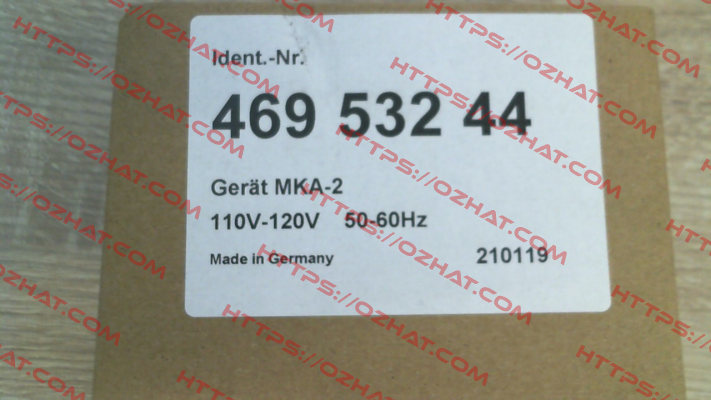 Ident.-Nr.
469 532 44
Gerät MKA-2
110V-120V 50-60Hz
Made in Germany 210119
HTTPS://OZHAT.COM